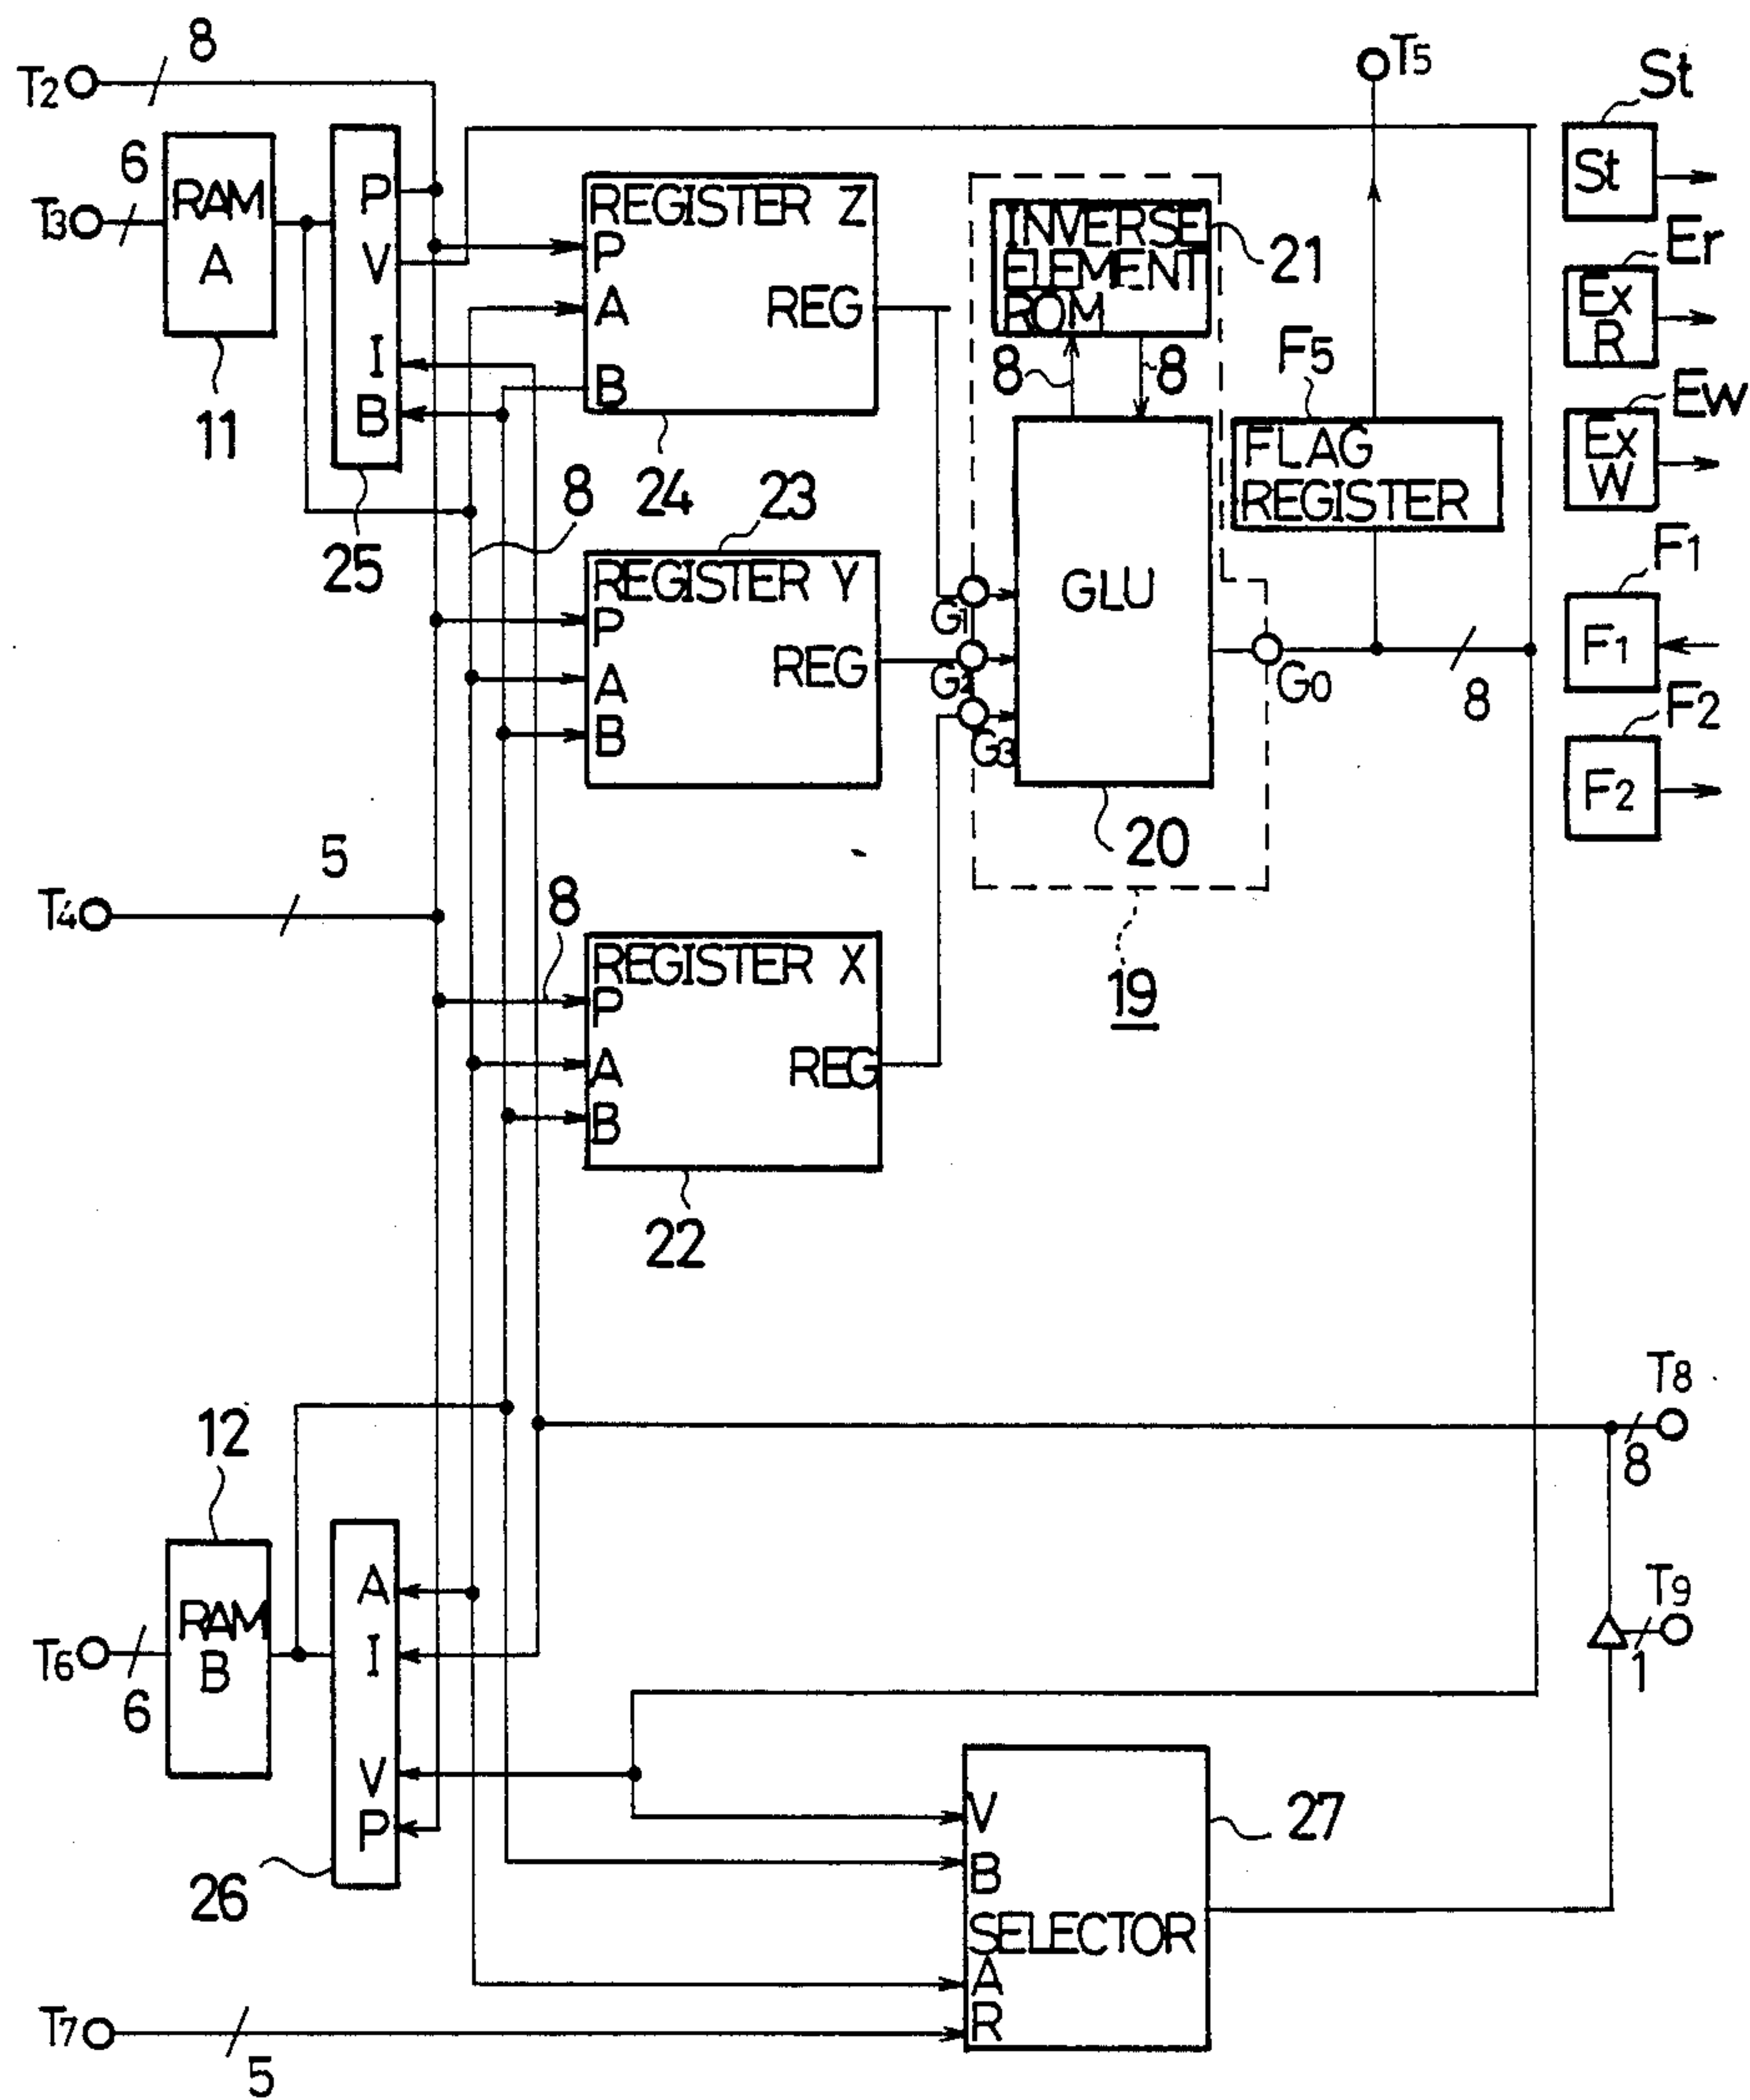 T2
8
T3
6
RAM
A
11
P
V
I
B
25
REGISTER Z
P
A
REG
B
24
8
INVERSE
ELEMENT
ROM
21
8
8
T5
F5
FLAG
REGISTER
St
St
Er
Ex
R
Ew
Ex
W
F1
F1
F2
F2
23
REGISTER Y
P
A
REG
B
G1
G2
G3
GLU
20
G0
8
19
T4
5
8
REGISTER X
P
A
REG
B
22
12
RAM
B
T6
6
A
I
V
P
26
T8
8
T9
1
V
B
SELECTOR
A
R
27
T7
5